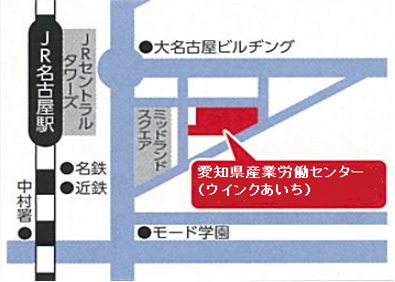 JR名古屋駅
JRセントラル
タワーズ
●大名古屋ビルヂング
ミッドランド
スクエア
愛知県産業労働センター
(ウインクあいち)
●名鉄
●近鉄
中村署
●モード学園